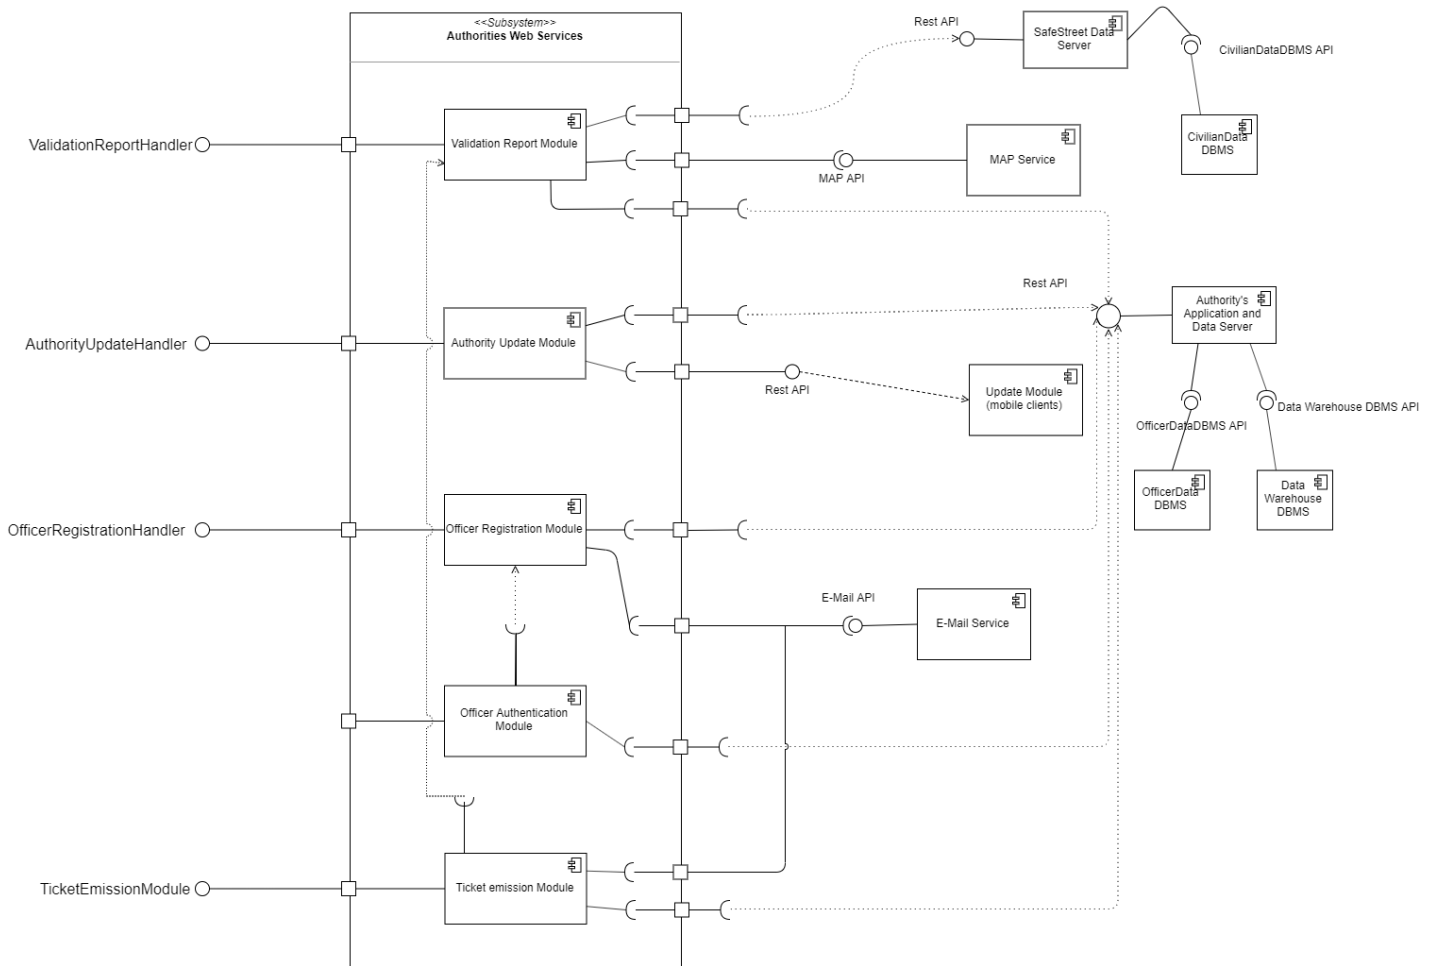 <<Subsystem>>
Authorities Web Services
Rest API
SafeStreet Data
Server
CivilianDataDBMS API
ValidationReportHandler
Validation Report Module
CivilianData
DBMS
MAP Service
MAP API
Rest API
Authority's
Application and
Data Server
AuthorityUpdateHandler
Authority Update Module
Rest API
Update Module
(mobile clients)
OfficerDataDBMS API
Data Warehouse DBMS API
OfficerData
DBMS
Data
Warehouse
DBMS
OfficerRegistrationHandler
Officer Registration Module
E-Mail API
E-Mail Service
Officer Authentication
Module
TicketEmissionModule
Ticket emission Module